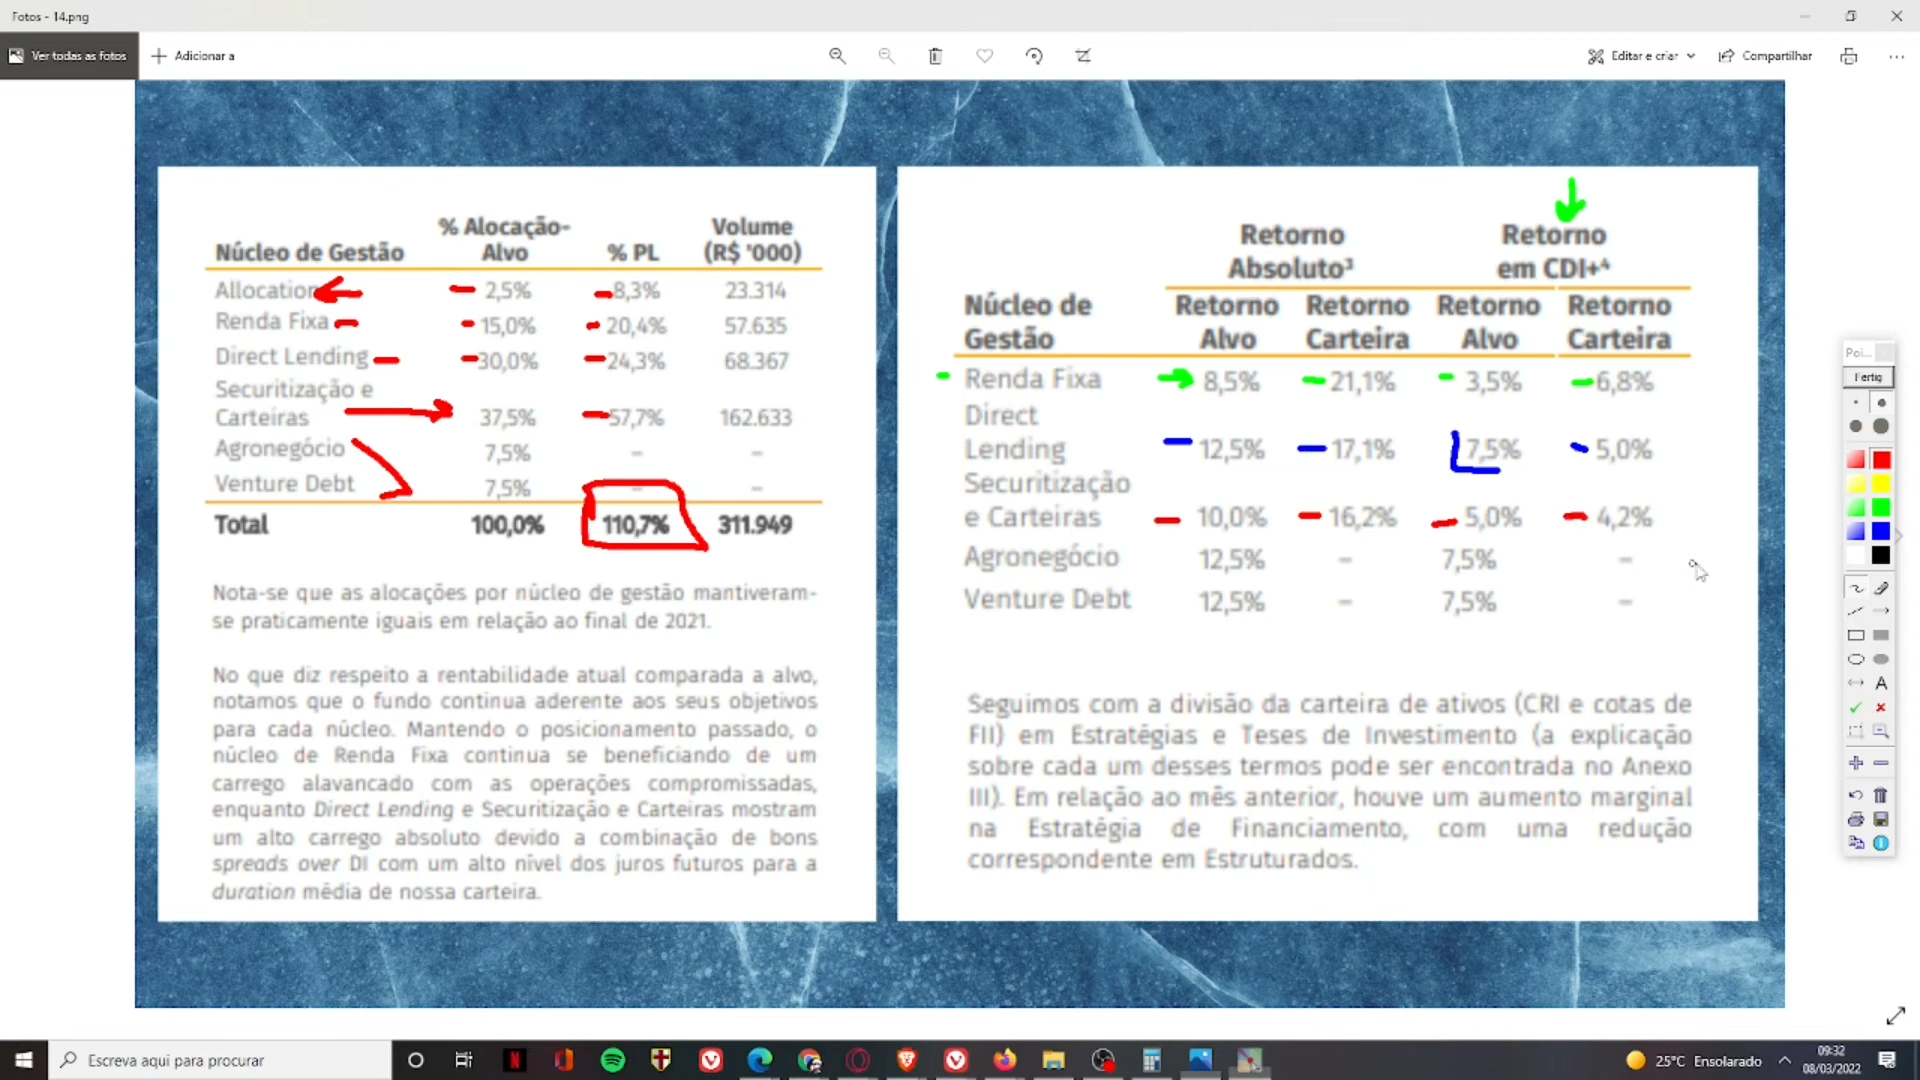 Fotos - 14.png
Ver todas as fotos
Adicionar a
Editar e criar
Compartilhar
% Alocação- Volume
Núcleo de Gestão Alvo % PL (R$ '000)
Allocation 2,5% 8,3% 23.314
Renda Fixa 15,0% 20,4% 57.635
Direct Lending 30,0% 24,3% 68.367
Securitização e
Carteiras 37,5% 57,7% 162.633
Agronegócio 7,5% – –
Venture Debt 7,5% – –
Total 100,0% 110,7% 311.949
Nota-se que as alocações por núcleo de gestão mantiveram-
se praticamente iguais em relação ao final de 2021.
No que diz respeito a rentabilidade atual comparada a alvo,
notamos que o fundo continua aderente aos seus objetivos
para cada núcleo. Mantendo o posicionamento passado, o
núcleo de Renda Fixa continua se beneficiando de um
carrego alavancado com as operações compromissadas,
enquanto Direct Lending e Securitização e Carteiras mostram
um alto carrego absoluto devido a combinação de bons
spreads over DI com um alto nível dos juros futuros para a
duration média de nossa carteira.
Retorno Retorno
Absoluto³ em CDI+⁴
Núcleo de Retorno Retorno Retorno Retorno
Gestão Alvo Carteira Alvo Carteira
Renda Fixa 8,5% 21,1% 3,5% 6,8%
Direct
Lending 12,5% 17,1% 7,5% 5,0%
Securitização
e Carteiras 10,0% 16,2% 5,0% 4,2%
Agronegócio 12,5% – 7,5% –
Venture Debt 12,5% – 7,5% –
Seguimos com a divisão da carteira de ativos (CRI e cotas de
FII) em Estratégias e Teses de Investimento (a explicação
sobre cada um desses termos pode ser encontrada no Anexo
III). Em relação ao mês anterior, houve um aumento marginal
na Estratégia de Financiamento, com uma redução
correspondente em Estruturados.
Poi...
Fertig
A
Escreva aqui para procurar
25°C Ensolarado
09:32
08/03/2022